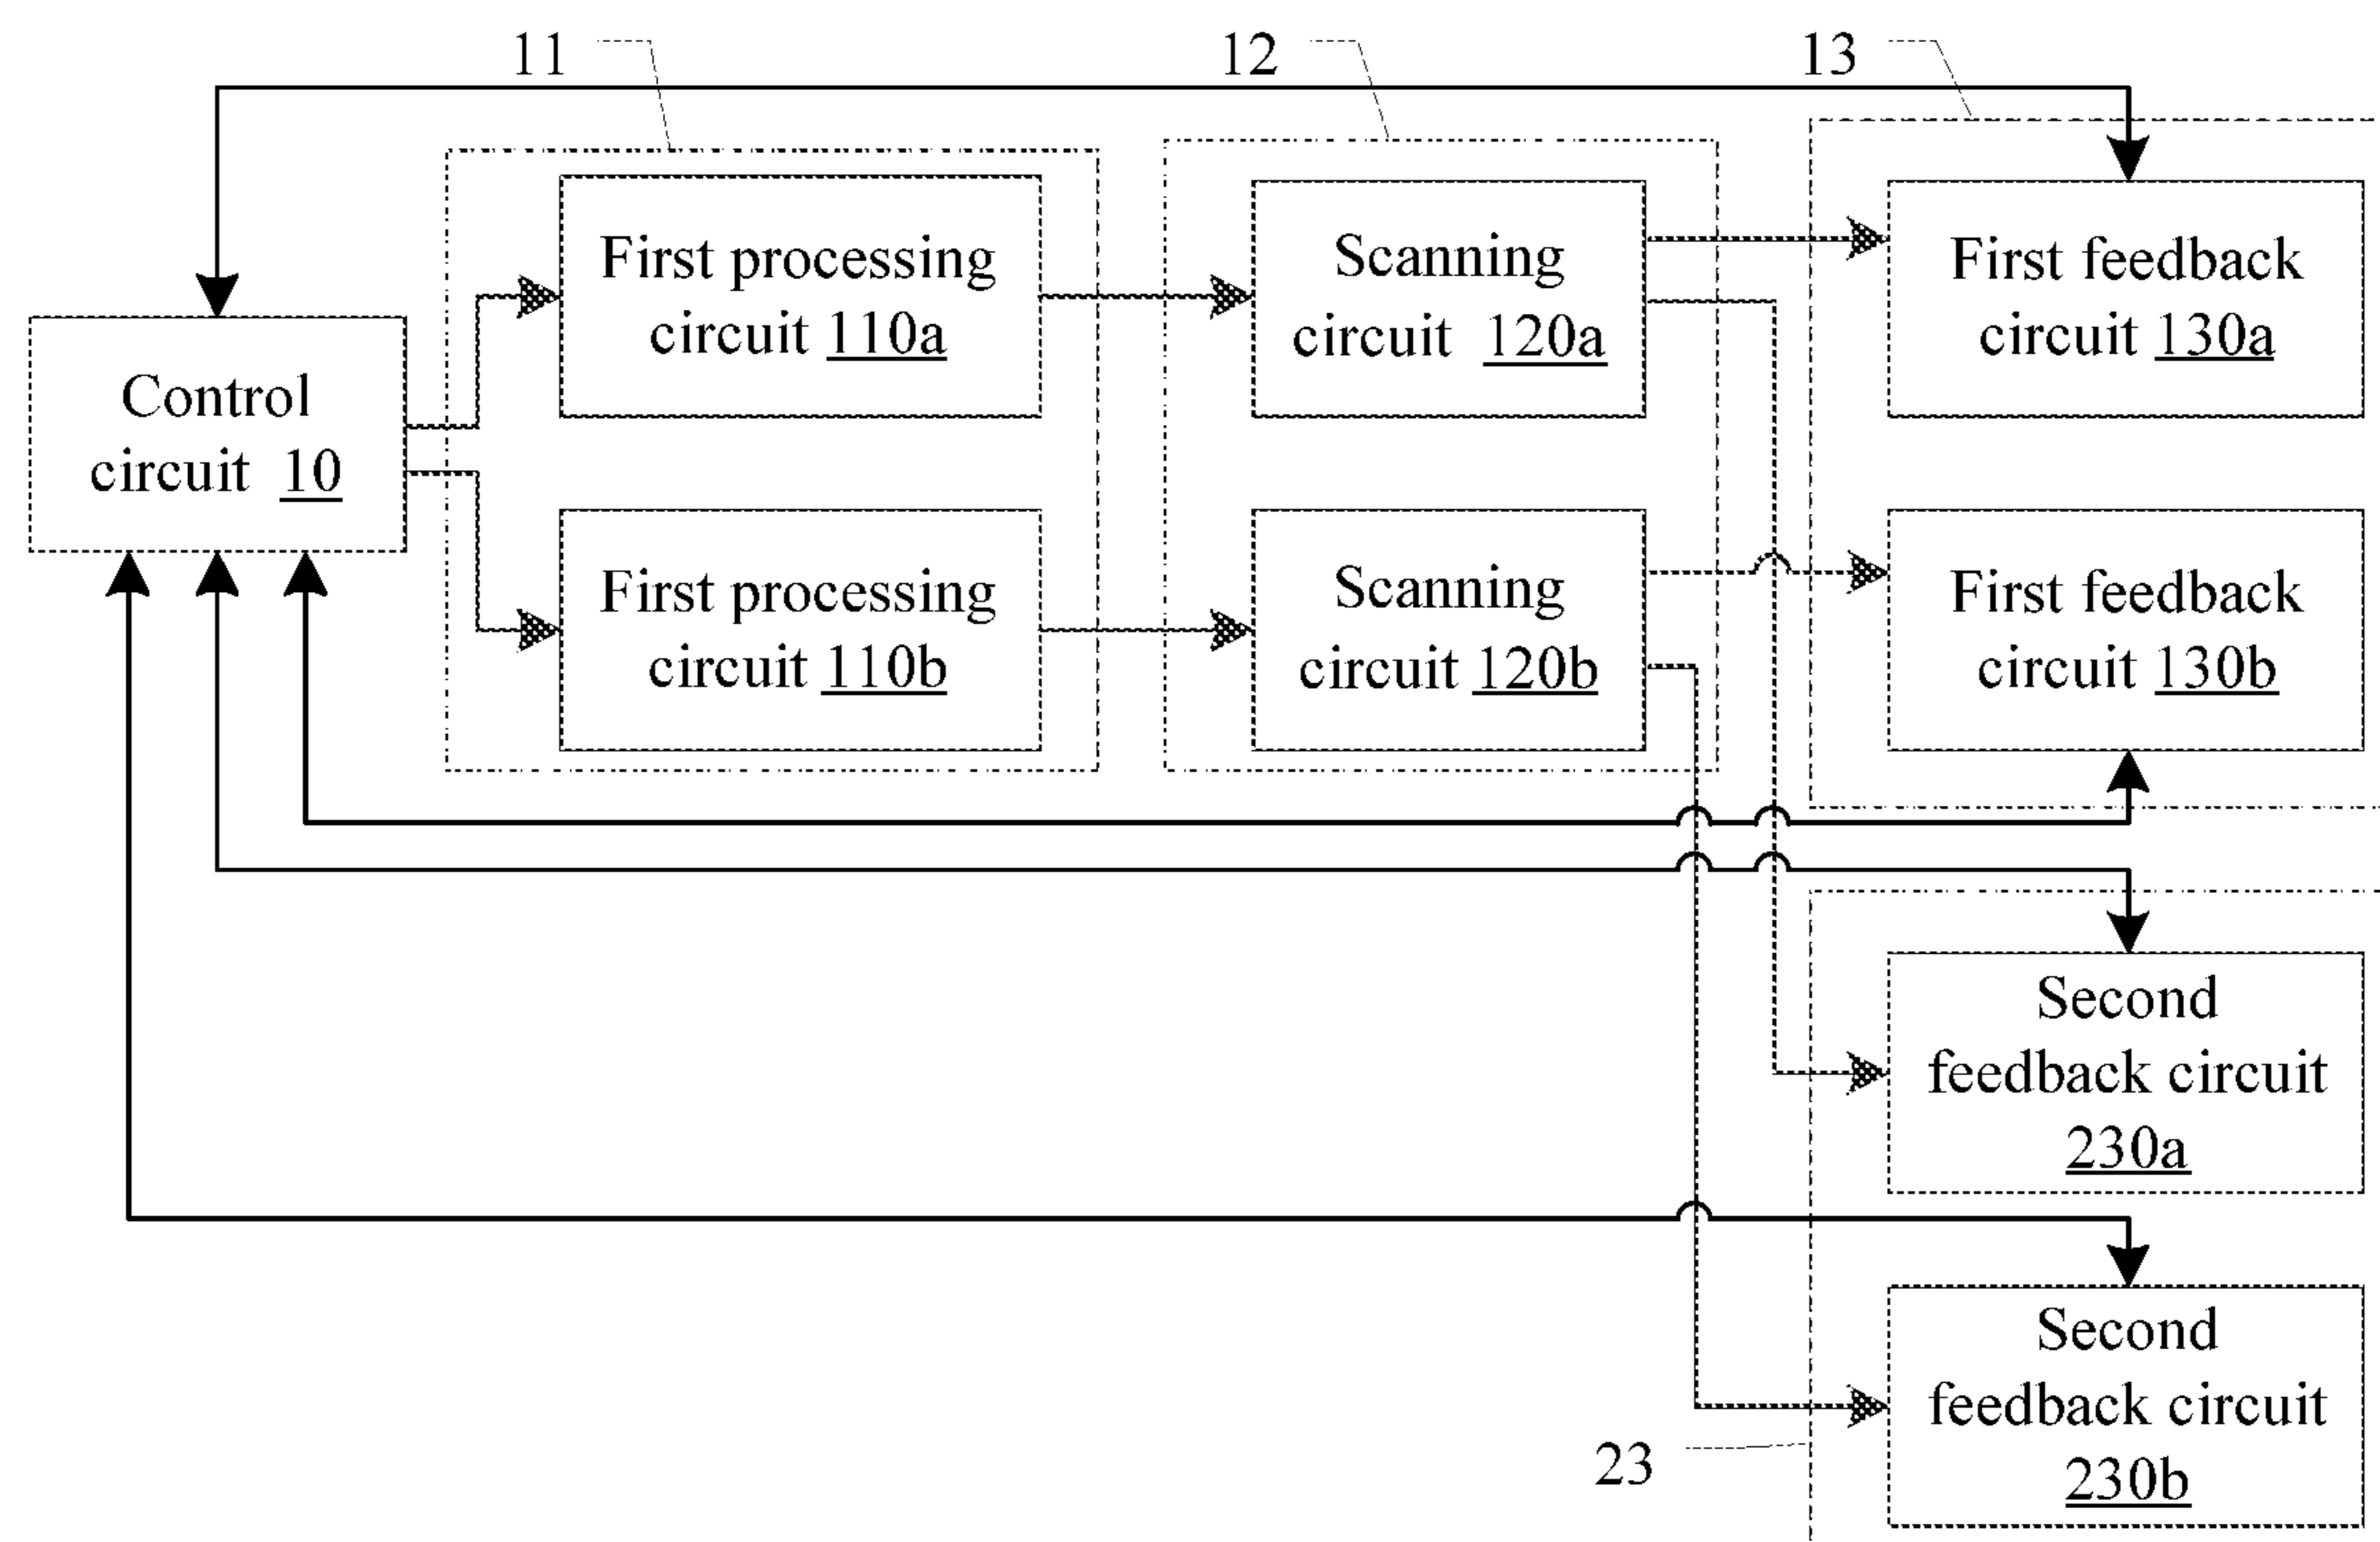 11
12
13
First processing
circuit 110a
Scanning
circuit 120a
First feedback
circuit 130a
Control
circuit 10
First processing
circuit 110b
Scanning
circuit 120b
First feedback
circuit 130b
Second
feedback circuit
230a
Second
feedback circuit
230b
23